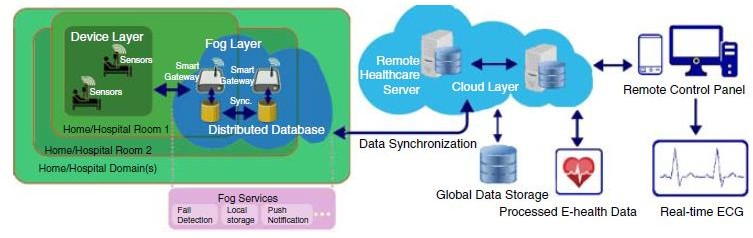 Device Layer
Sensors
Sensors
Fog Layer
Smart
Gateway
Smart
Gateway
Sync.
Distributed Database
Home/Hospital Room 1
Home/Hospital Room 2
Home/Hospital Domain(s)
Fog Services
Fall
Detection
Local
storage
Push
Notification
Remote
Healthcare
Server
Cloud Layer
Data Synchronization
Global Data Storage
Processed E-health Data
Remote Control Panel
Real-time ECG